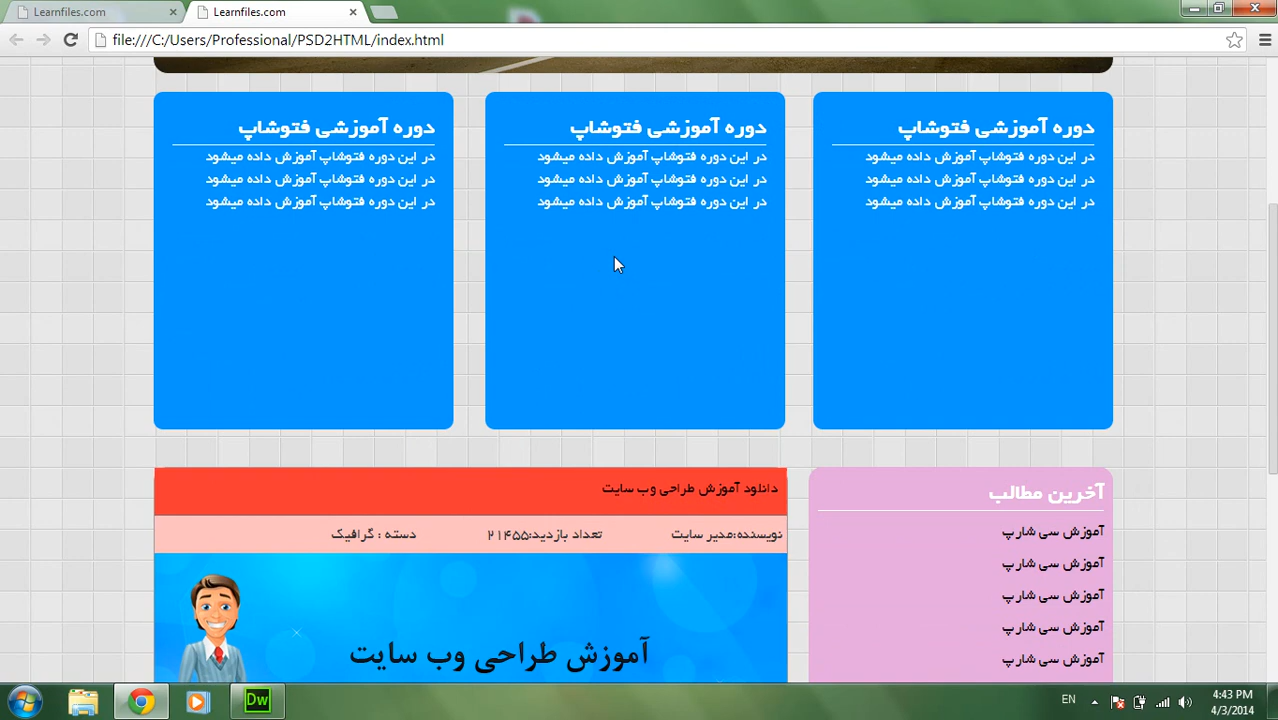 Learnfiles.com
Learnfiles.com
file:///C:/Users/Professional/PSD2HTML/index.html
دوره آموزشی فتوشاپ
در این دوره فتوشاپ آموزش داده میشود
در این دوره فتوشاپ آموزش داده میشود
در این دوره فتوشاپ آموزش داده میشود
دوره آموزشی فتوشاپ
در این دوره فتوشاپ آموزش داده میشود
در این دوره فتوشاپ آموزش داده میشود
در این دوره فتوشاپ آموزش داده میشود
دوره آموزشی فتوشاپ
در این دوره فتوشاپ آموزش داده میشود
در این دوره فتوشاپ آموزش داده میشود
در این دوره فتوشاپ آموزش داده میشود
آخرین مطالب
آموزش سی شارپ
آموزش سی شارپ
آموزش سی شارپ
آموزش سی شارپ
آموزش سی شارپ
دانلود آموزش طراحی وب سایت
نویسنده:مدیر سایت تعداد بازدید:۲۱۴۵۵ دسته : گرافیک
آموزش طراحی وب سایت
Dw
EN
4:43 PM
4/3/2014